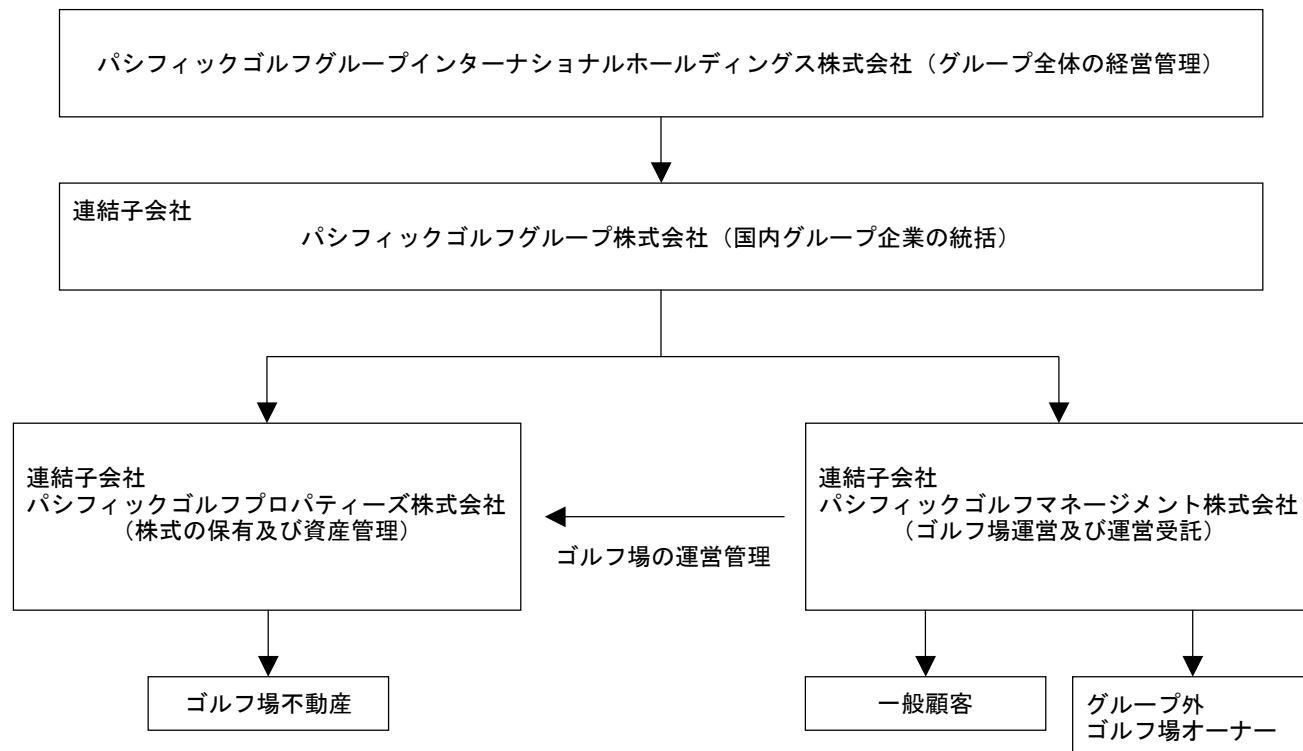 パシフィックゴルフグループインターナショナルホールディングス株式会社（グループ全体の経営管理）
連結子会社
パシフィックゴルフグループ株式会社（国内グループ企業の統括）
連結子会社
パシフィックゴルフプロパティーズ株式会社
（株式の保有及び資産管理）
ゴルフ場の運営管理
連結子会社
パシフィックゴルフマネージメント株式会社
（ゴルフ場運営及び運営受託）
ゴルフ場不動産
一般顧客
グループ外
ゴルフ場オーナー